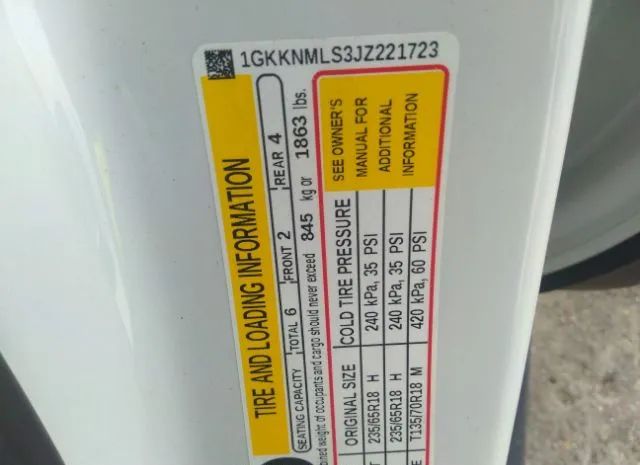 1GKKNMLS3JZ221723
TIRE AND LOADING INFORMATION
SEATING CAPACITY TOTAL 6 FRONT 2 REAR 4
weight of occupants and cargo should never exceed 845 kg or 1863 lbs.
ORIGINAL SIZE COLD TIRE PRESSURE SEE OWNER'S
235/65R18 H 240 kPa, 35 PSI MANUAL FOR
235/65R18 H 240 kPa, 35 PSI ADDITIONAL
T135/70R18 M 420 kPa, 60 PSI INFORMATION